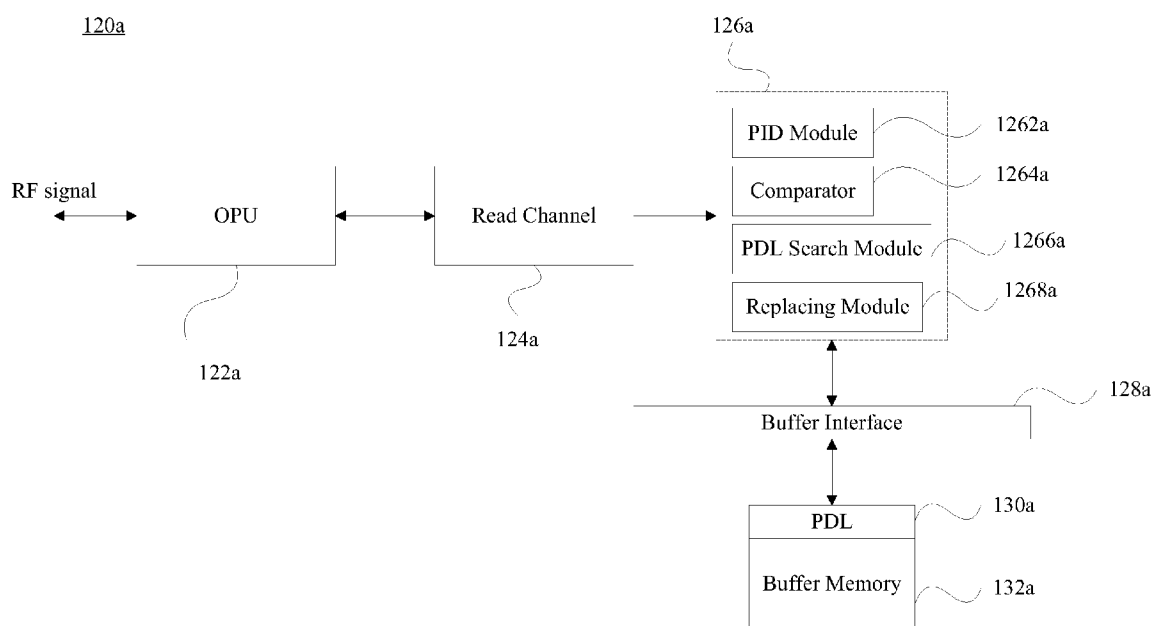 120a
126a
PID Module
1262a
Comparator
1264a
RF signal
OPU
Read Channel
PDL Search Module
1266a
Replacing Module
1268a
124a
122a
128a
Buffer Interface
130a
PDL
Buffer Memory
132a